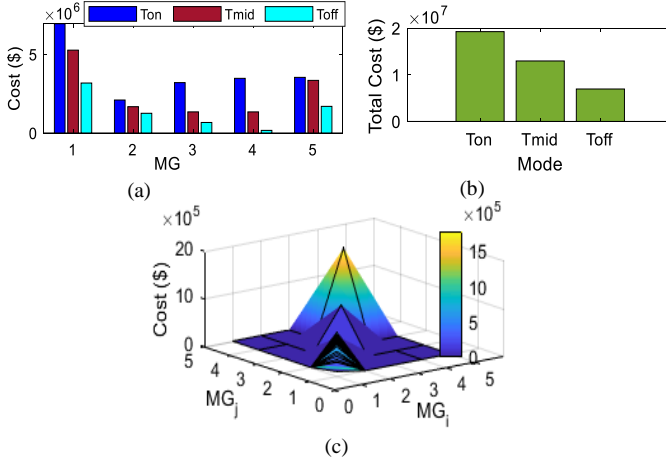 ×10^6
Ton Tmid Toff
Cost ($)
5
0
1 2 3 4 5
MG
(a)
×10^7
Total Cost ($)
2
1
0
Ton Tmid Toff
Mode
(b)
×10^5
Cost ($)
20
10
0
5
4
3
2
1
0
MG_j
0
1
2
3
4
5
MG_i
×10^5
15
10
5
0
(c)